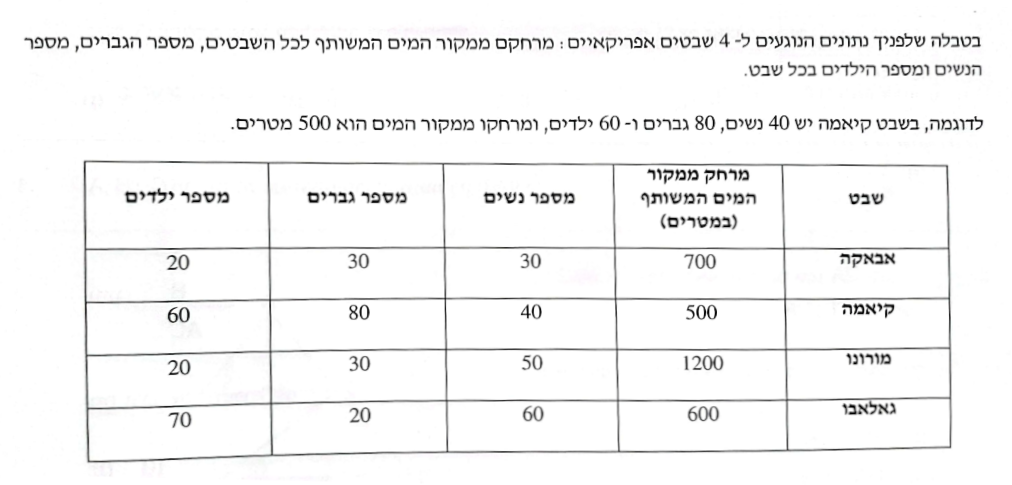 בטבלה שלפניך נתונים הנוגעים ל- 4 שבטים אפריקאיים : מרחקם ממקור המים המשותף לכל השבטים, מספר הגברים, מספר
הנשים ומספר הילדים בכל שבט.
לדוגמה, בשבט קיאמה יש 40 נשים, 80 גברים ו- 60 ילדים, ומרחקו ממקור המים הוא 500 מטרים.
שבט מרחק ממקור המים המשותף (במטרים) מספר נשים מספר גברים מספר ילדים
אבאקה 700 30 30 20
קיאמה 500 40 80 60
מורונו 1200 50 30 20
גאלאבו 600 60 20 70